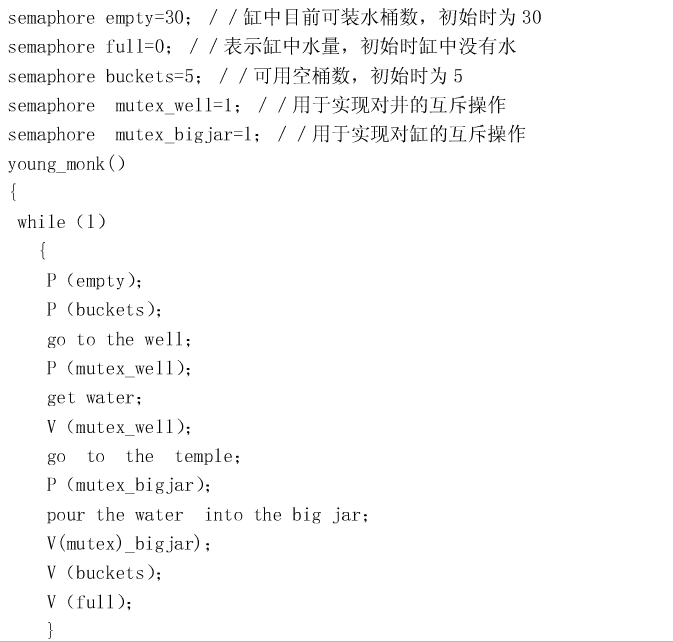 semaphore empty=30; //缸中目前可装水桶数，初始时为 30
semaphore full=0; //表示缸中水量，初始时缸中没有水
semaphore buckets=5; //可用空桶数，初始时为 5
semaphore mutex_well=1; //用于实现对井的互斥操作
semaphore mutex_bigjar=l; //用于实现对缸的互斥操作
young_monk()
{
while (l)
{
P (empty);
P (buckets);
go to the well;
P (mutex_well);
get water;
V (mutex_well);
go to the temple;
P (mutex_bigjar);
pour the water into the big jar;
V(mutex)_bigjar);
V (buckets);
V (full);
}